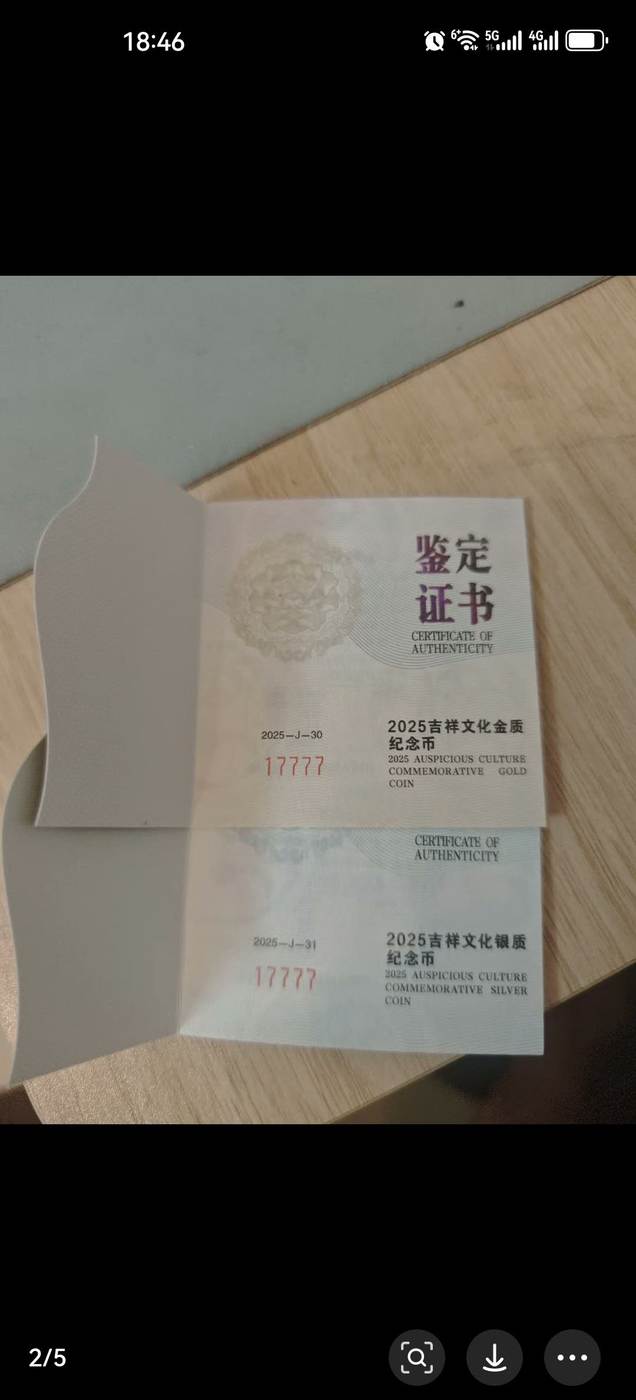 18:46
6+
5G
4G
鉴定
证书
CERTIFICATE OF
AUTHENTICITY
2025—J—30
17777
2025吉祥文化金质
纪念币
2025 AUSPICIOUS CULTURE
COMMEMORATIVE GOLD
COIN
CERTIFICATE OF
AUTHENTICITY
2025—J—31
17777
2025吉祥文化银质
纪念币
2025 AUSPICIOUS CULTURE
COMMEMORATIVE SILVER
COIN
2/5